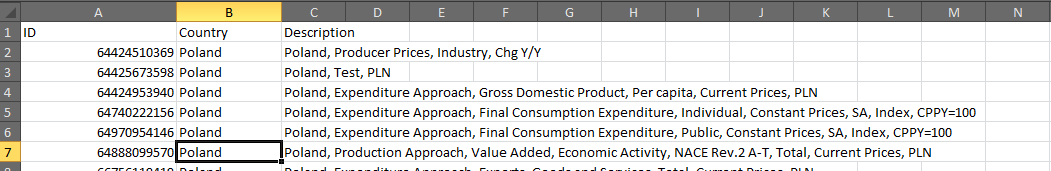 A B C D E F G H I J K L M N
1 ID Country Description
2 64424510369 Poland Poland, Producer Prices, Industry, Chg Y/Y
3 64425673598 Poland Poland, Test, PLN
4 64424953940 Poland Poland, Expenditure Approach, Gross Domestic Product, Per capita, Current Prices, PLN
5 64740222156 Poland Poland, Expenditure Approach, Final Consumption Expenditure, Individual, Constant Prices, SA, Index, CPPY=100
6 64970954146 Poland Poland, Expenditure Approach, Final Consumption Expenditure, Public, Constant Prices, SA, Index, CPPY=100
7 64888099570 Poland Poland, Production Approach, Value Added, Economic Activity, NACE Rev.2 A-T, Total, Current Prices, PLN